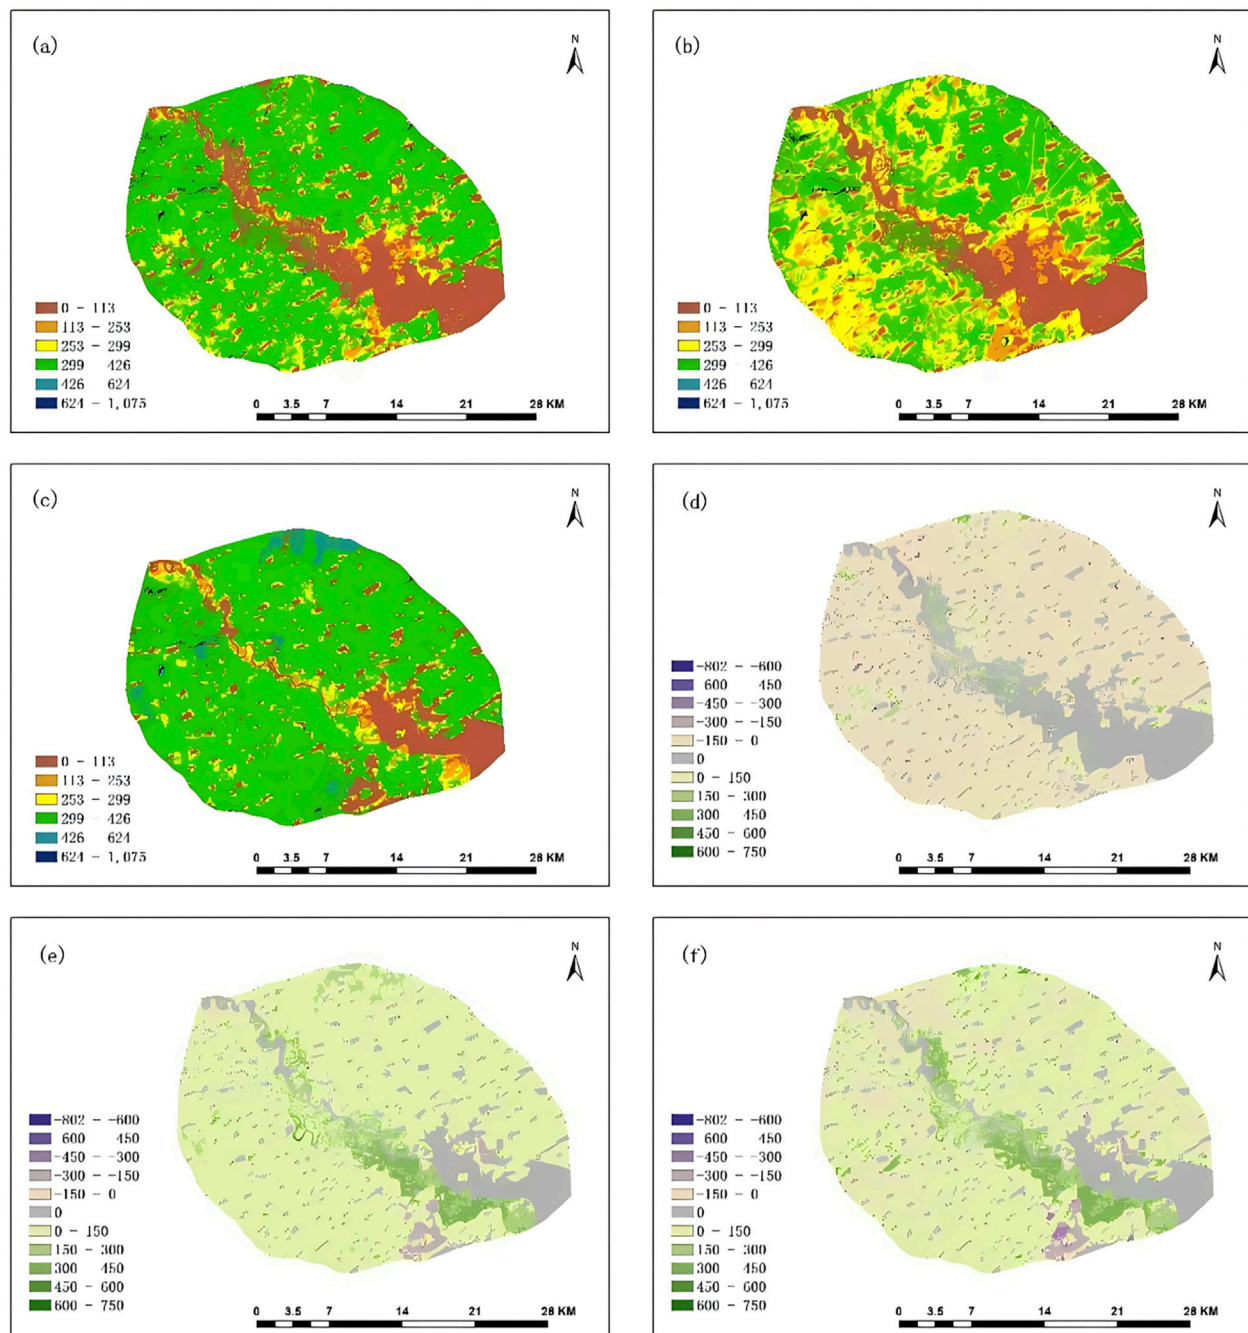 (a)
N
0 - 113
113 - 253
253 - 299
299 426
426 624
624 - 1,075
0 3.5 7 14 21 28 KM
(b)
N
0 - 113
113 - 253
253 - 299
299 426
426 624
624 - 1,075
0 3.5 7 14 21 28 KM
(c)
N
0 - 113
113 - 253
253 - 299
299 426
426 624
624 - 1,075
0 3.5 7 14 21 28 KM
(d)
N
-802 - -600
600 450
-450 - -300
-300 - -150
-150 - 0
0
0 - 150
150 - 300
300 450
450 - 600
600 - 750
0 3.5 7 14 21 28 KM
(e)
N
-802 - -600
600 450
-450 - -300
-300 - -150
-150 - 0
0
0 - 150
150 - 300
300 450
450 - 600
600 - 750
0 3.5 7 14 21 28 KM
(f)
N
-802 - -600
600 450
-450 - -300
-300 - -150
-150 - 0
0
0 - 150
150 - 300
300 450
450 - 600
600 - 750
0 3.5 7 14 21 28 KM